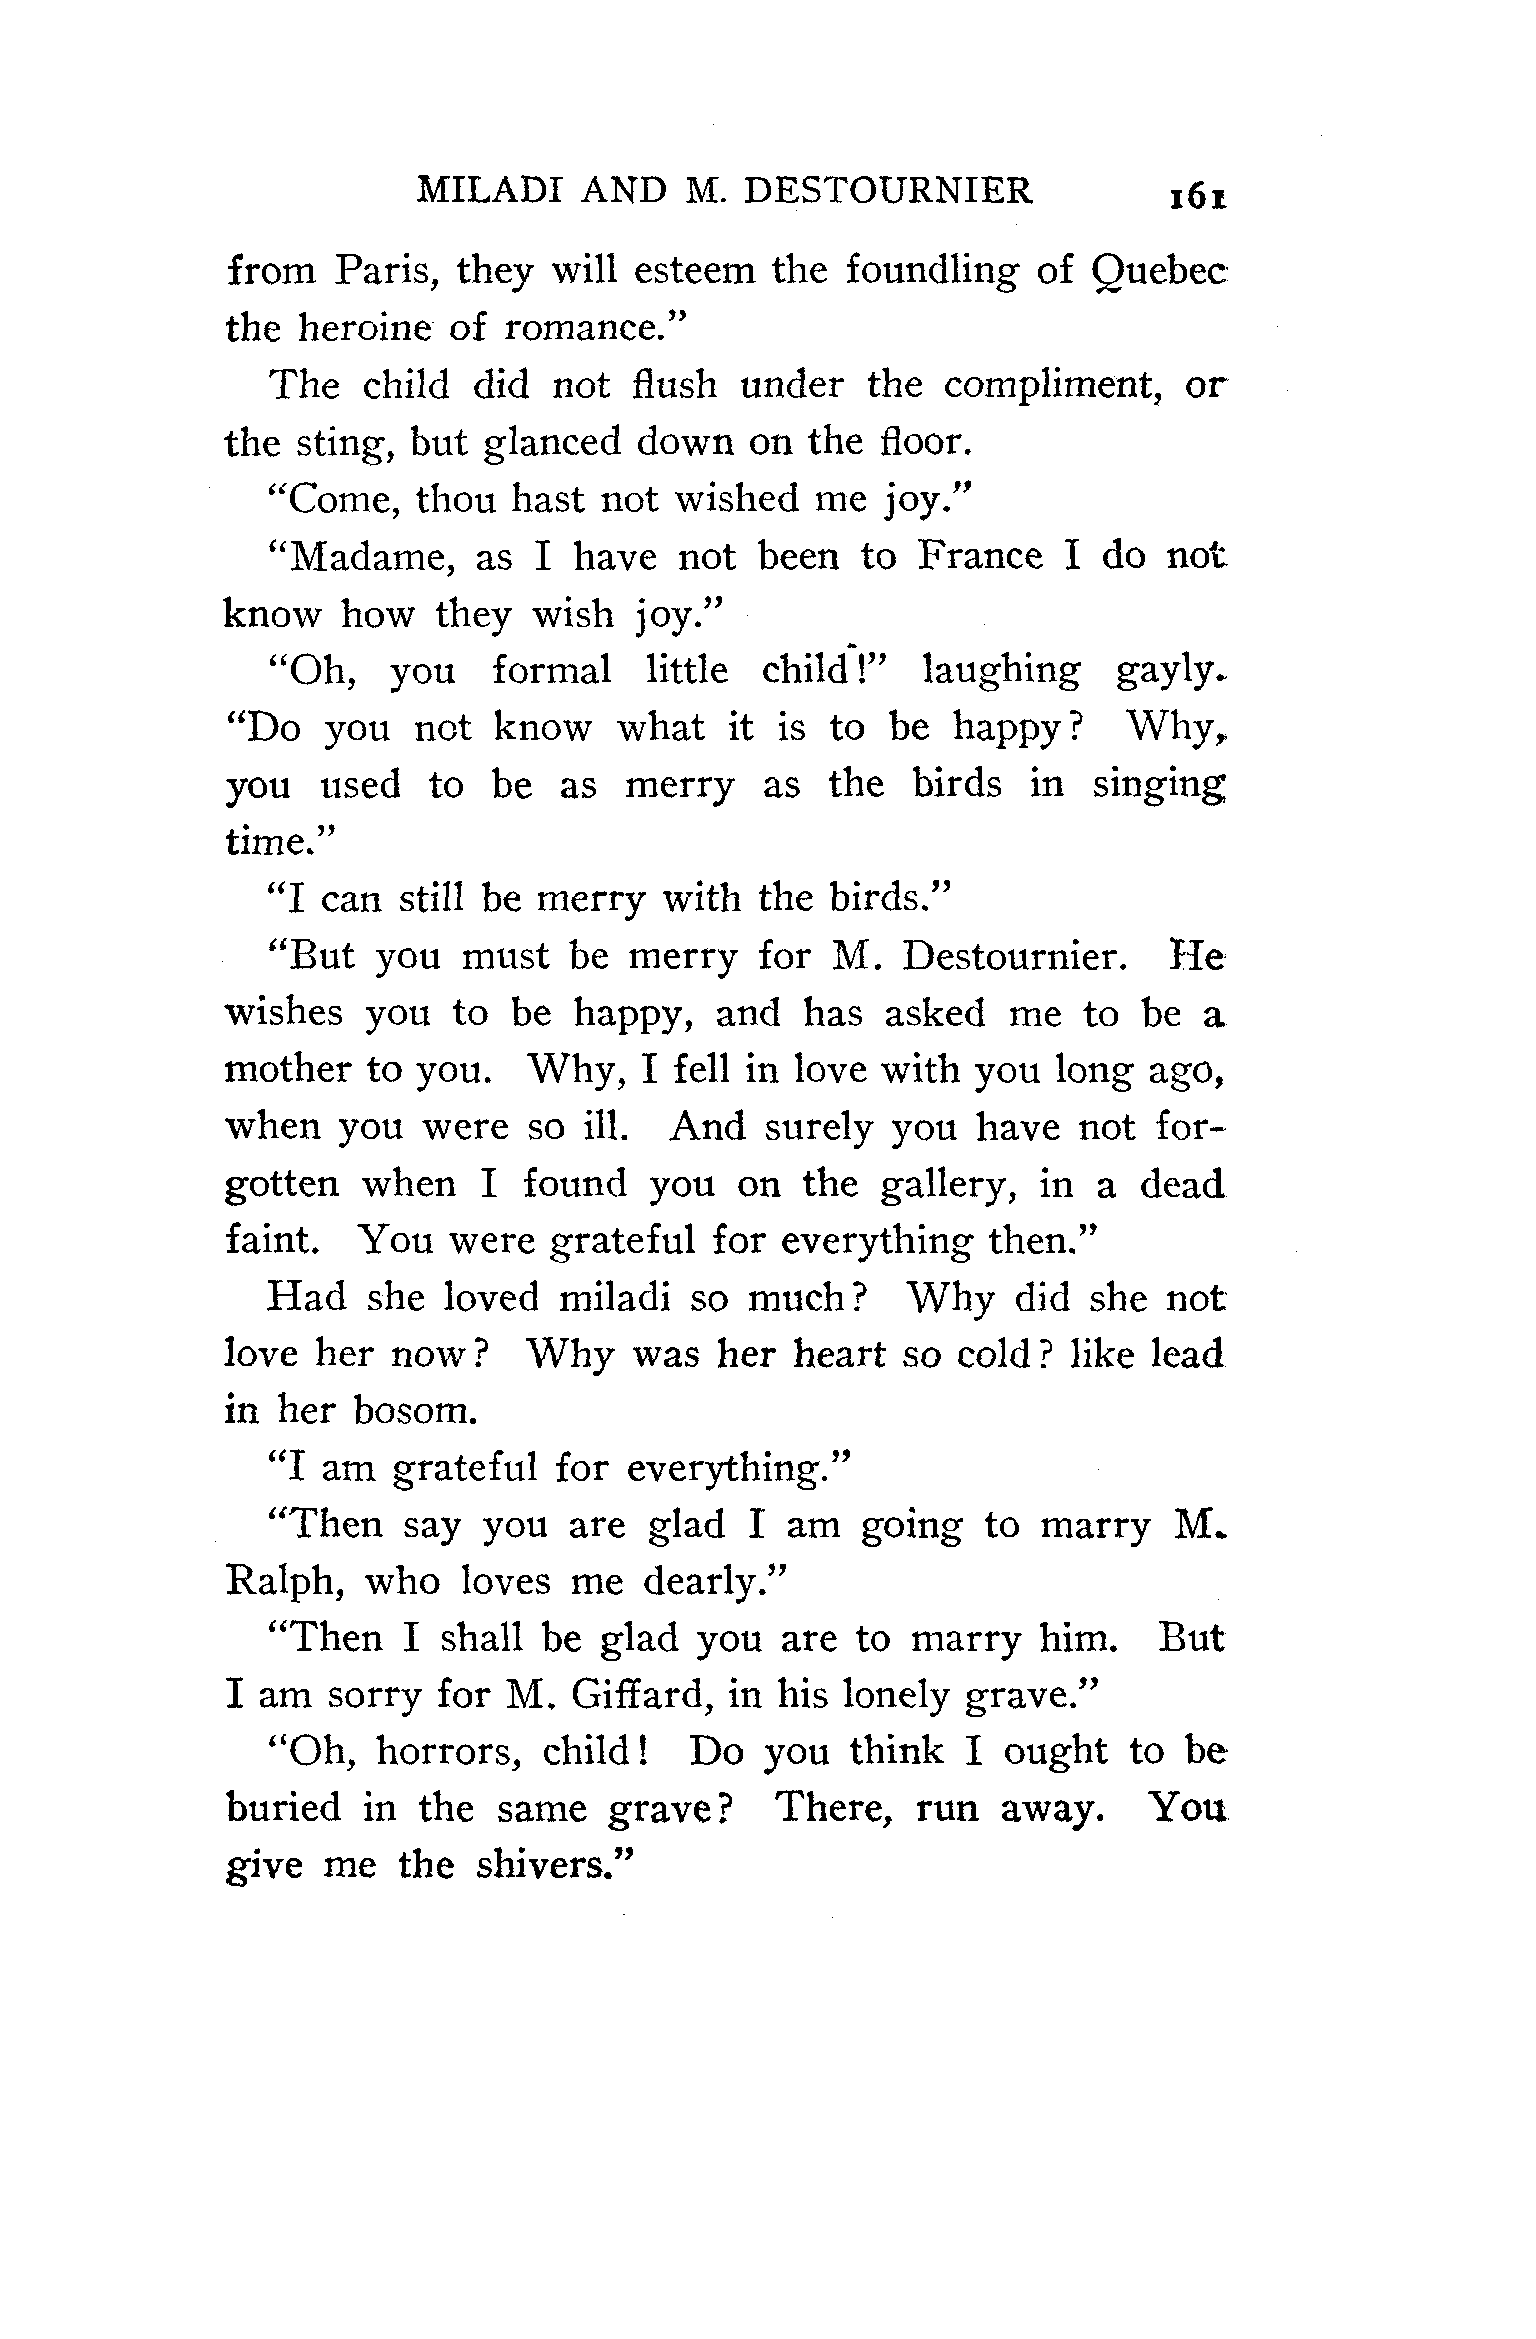 MILADI AND M. DESTOURNIER 161
from Paris, they will esteem the foundling of Quebec
the heroine of romance."
The child did not flush under the compliment, or
the sting, but glanced down on the floor.
"Come, thou hast not wished me joy."
"Madame, as I have not been to France I do not
know how they wish joy."
"Oh, you formal little child!" laughing gayly.
"Do you not know what it is to be happy? Why,
you used to be as merry as the birds in singing
time."
"I can still be merry with the birds."
"But you must be merry for M. Destournier. He
wishes you to be happy, and has asked me to be a
mother to you. Why, I fell in love with you long ago,
when you were so ill. And surely you have not for-
gotten when I found you on the gallery, in a dead
faint. You were grateful for everything then."
Had she loved miladi so much? Why did she not
love her now? Why was her heart so cold? like lead
in her bosom.
"I am grateful for everything."
"Then say you are glad I am going to marry M.
Ralph, who loves me dearly."
"Then I shall be glad you are to marry him. But
I am sorry for M. Giffard, in his lonely grave."
"Oh, horrors, child! Do you think I ought to be
buried in the same grave? There, run away. You
give me the shivers."